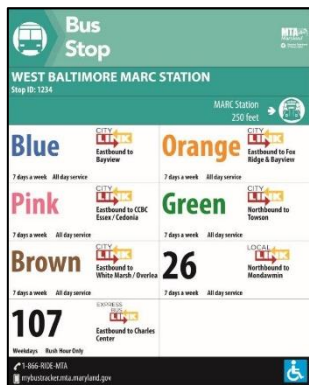 Bus
Stop
MTA
Maryland
WEST BALTIMORE MARC STATION
Stop ID: 1234
MARC Station
250 feet
Blue
CITY
LINK
Eastbound to
Bayview
7 days a week All day service
Orange
CITY
LINK
Eastbound to Fox
Ridge & Bayview
7 days a week All day service
Pink
CITY
LINK
Eastbound to CCBC
Essex / Cedonia
7 days a week All day service
Green
CITY
LINK
Northbound to
Towson
7 days a week All day service
Brown
CITY
LINK
Eastbound to
White Marsh / Overlea
7 days a week All day service
26
LOCAL
LINK
Northbound to
Mondawmin
7 days a week All day service
107
EXPRESS
BUS
LINK
Eastbound to Charles
Center
Weekdays Rush Hour Only
1-866-RIDE-MTA
mybustracker.mta.maryland.gov